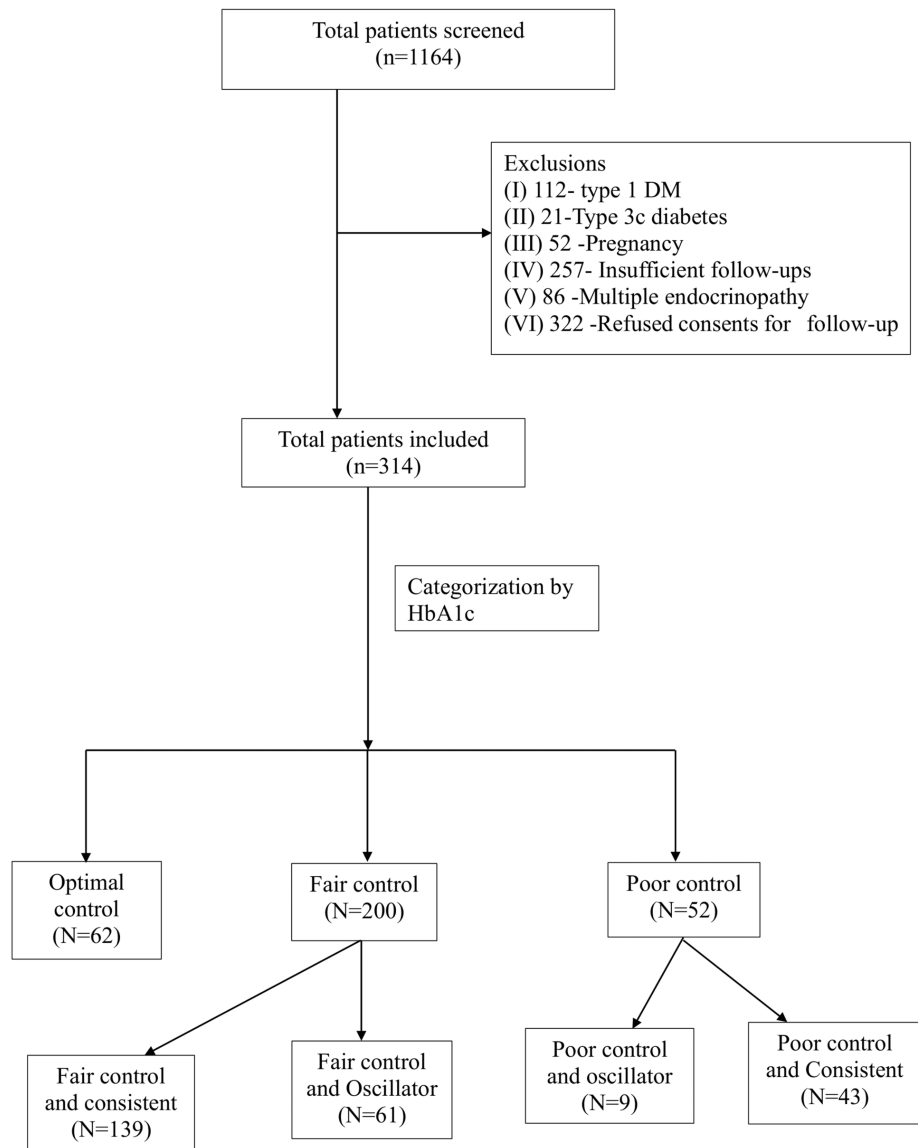 Total patients screened
(n=1164)
Exclusions
(I) 112- type 1 DM
(II) 21-Type 3c diabetes
(III) 52 -Pregnancy
(IV) 257- Insufficient follow-ups
(V) 86 -Multiple endocrinopathy
(VI) 322 -Refused consents for follow-up
Total patients included
(n=314)
Categorization by
HbA1c
Optimal
control
(N=62)
Fair control
(N=200)
Poor control
(N=52)
Fair control
and consistent
(N=139)
Fair control
and Oscillator
(N=61)
Poor control
and oscillator
(N=9)
Poor control
and Consistent
(N=43)